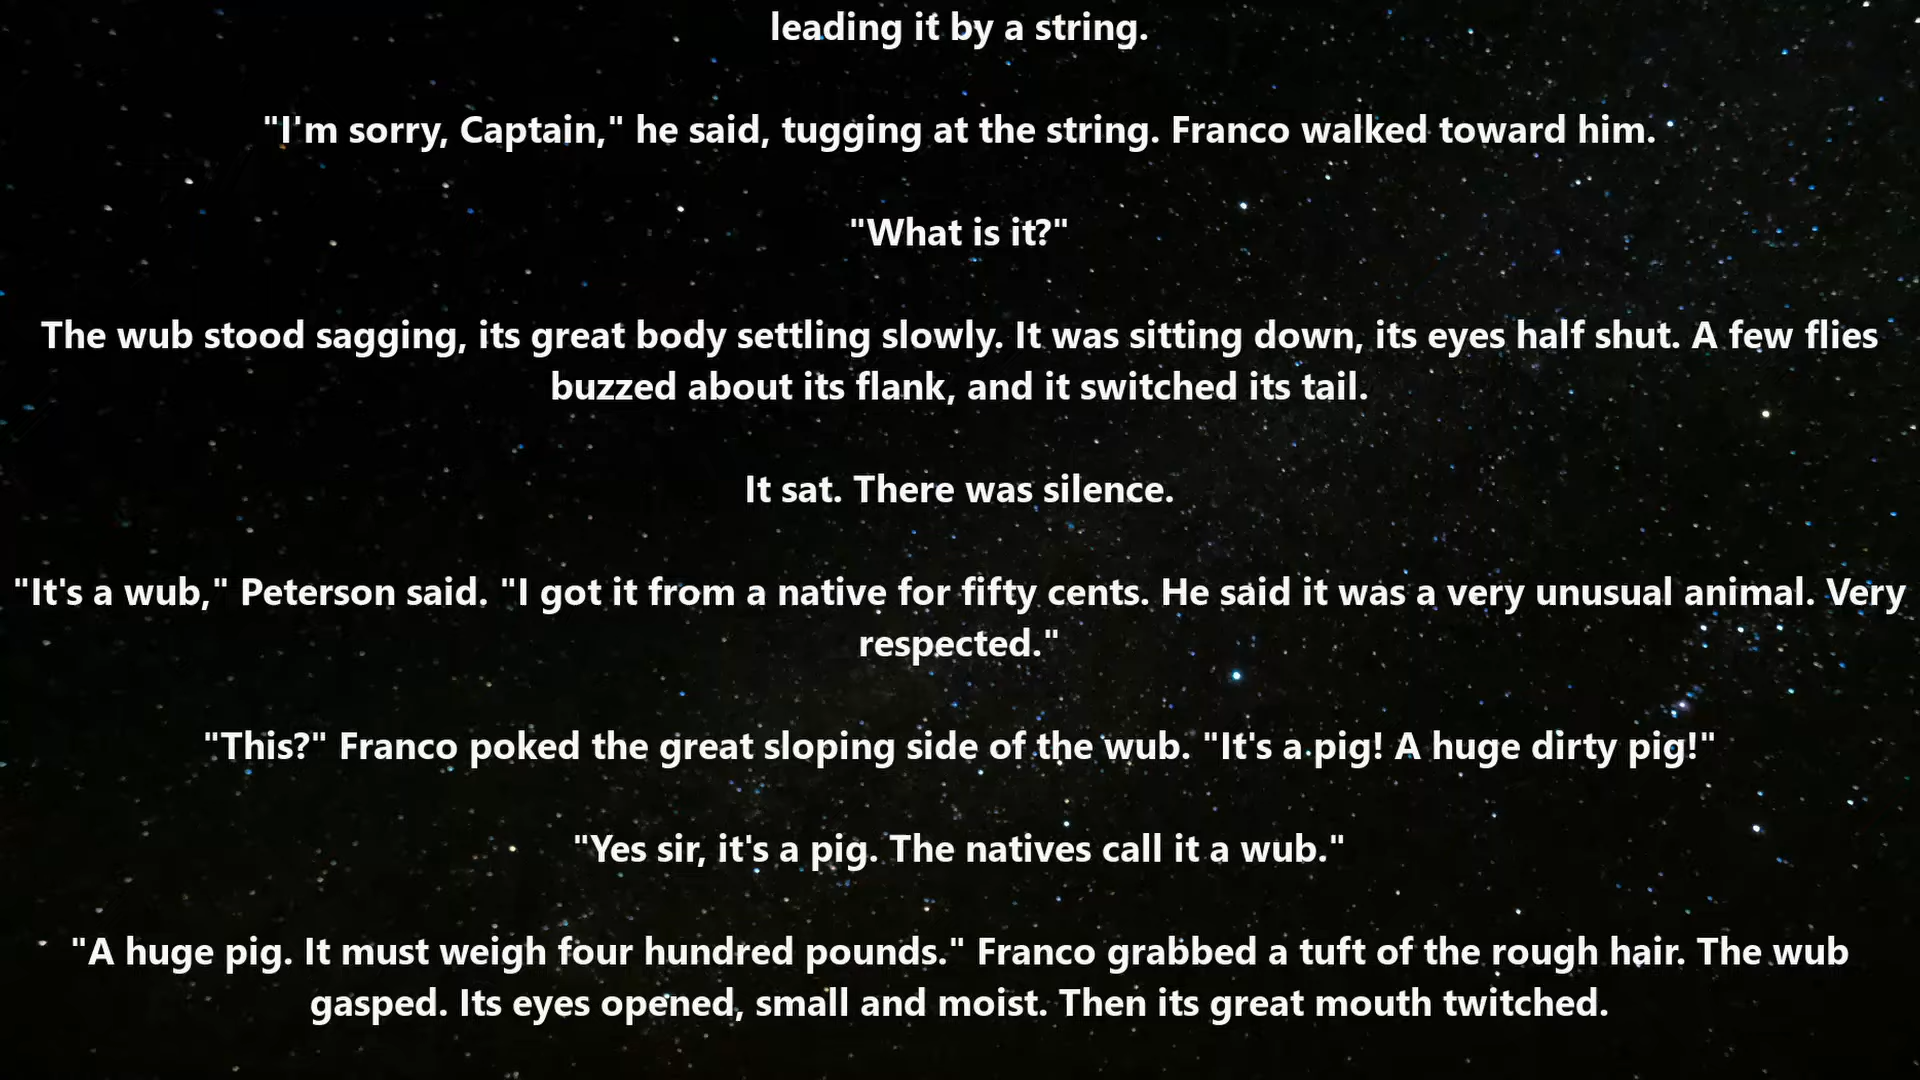 leading it by a string.
"I'm sorry, Captain," he said, tugging at the string. Franco walked toward him.
"What is it?"
The wub stood sagging, its great body settling slowly. It was sitting down, its eyes half shut. A few flies
buzzed about its flank, and it switched its tail.
It sat. There was silence.
"It's a wub," Peterson said. "I got it from a native for fifty cents. He said it was a very unusual animal. Very
respected."
"This?" Franco poked the great sloping side of the wub. "It's a pig! A huge dirty pig!"
"Yes sir, it's a pig. The natives call it a wub."
"A huge pig. It must weigh four hundred pounds." Franco grabbed a tuft of the rough hair. The wub
gasped. Its eyes opened, small and moist. Then its great mouth twitched.